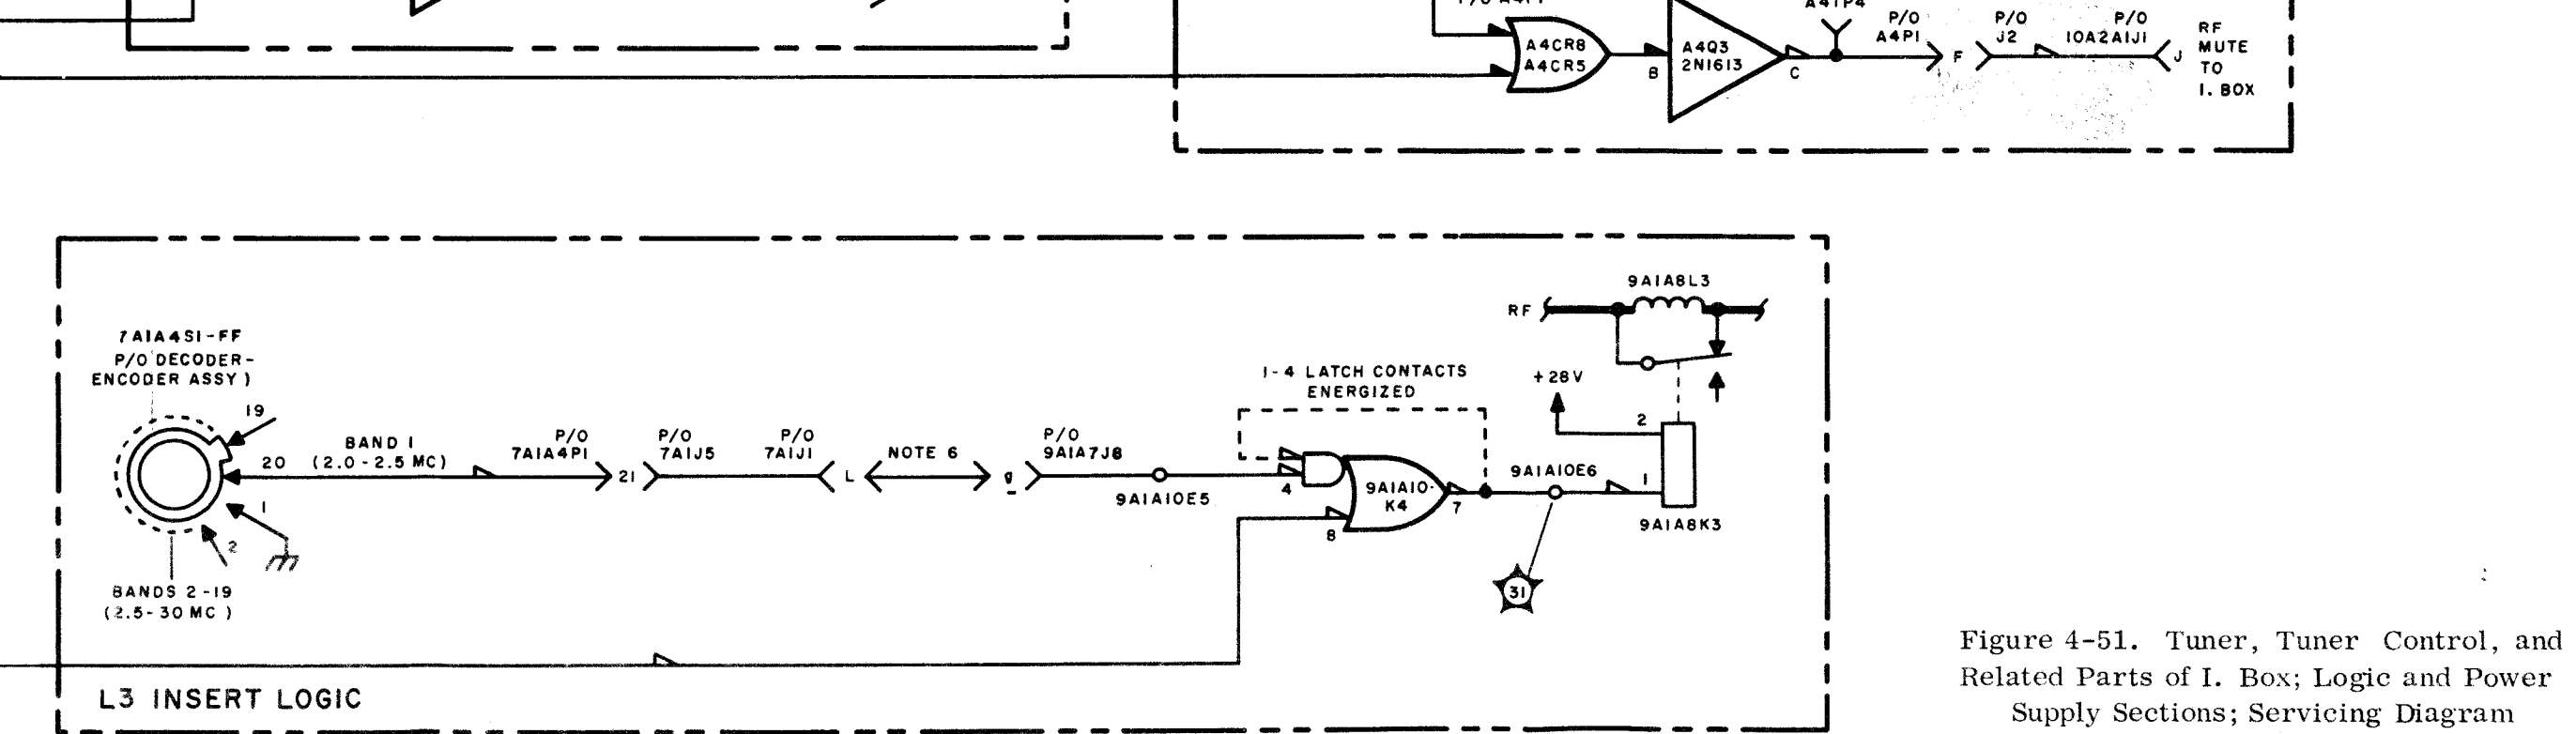 A4TP4
A4CR8
A4CR5
B
A4Q3
2N1613
C
P/O
A4P1
F
P/O
J2
P/O
10A2A1J1
J
RF
MUTE
TO
I. BOX
7A1A4S1-FF
P/O DECODER-
ENCODER ASSY)
19
20
BAND 1
(2.0-2.5 MC)
1
2
BANDS 2-19
(2.5-30 MC)
P/O
7A1A4P1
21
P/O
7A1J5
P/O
7A1J1
L
NOTE 6
g
P/O
9A1A7J8
9A1A10E5
1-4 LATCH CONTACTS
ENERGIZED
4
8
9A1A10-
K4
7
9A1A10E6
31
RF
9A1A8L3
+28V
2
1
9A1A8K3
L3 INSERT LOGIC
Figure 4-51. Tuner, Tuner Control, and
Related Parts of I. Box; Logic and Power
Supply Sections; Servicing Diagram